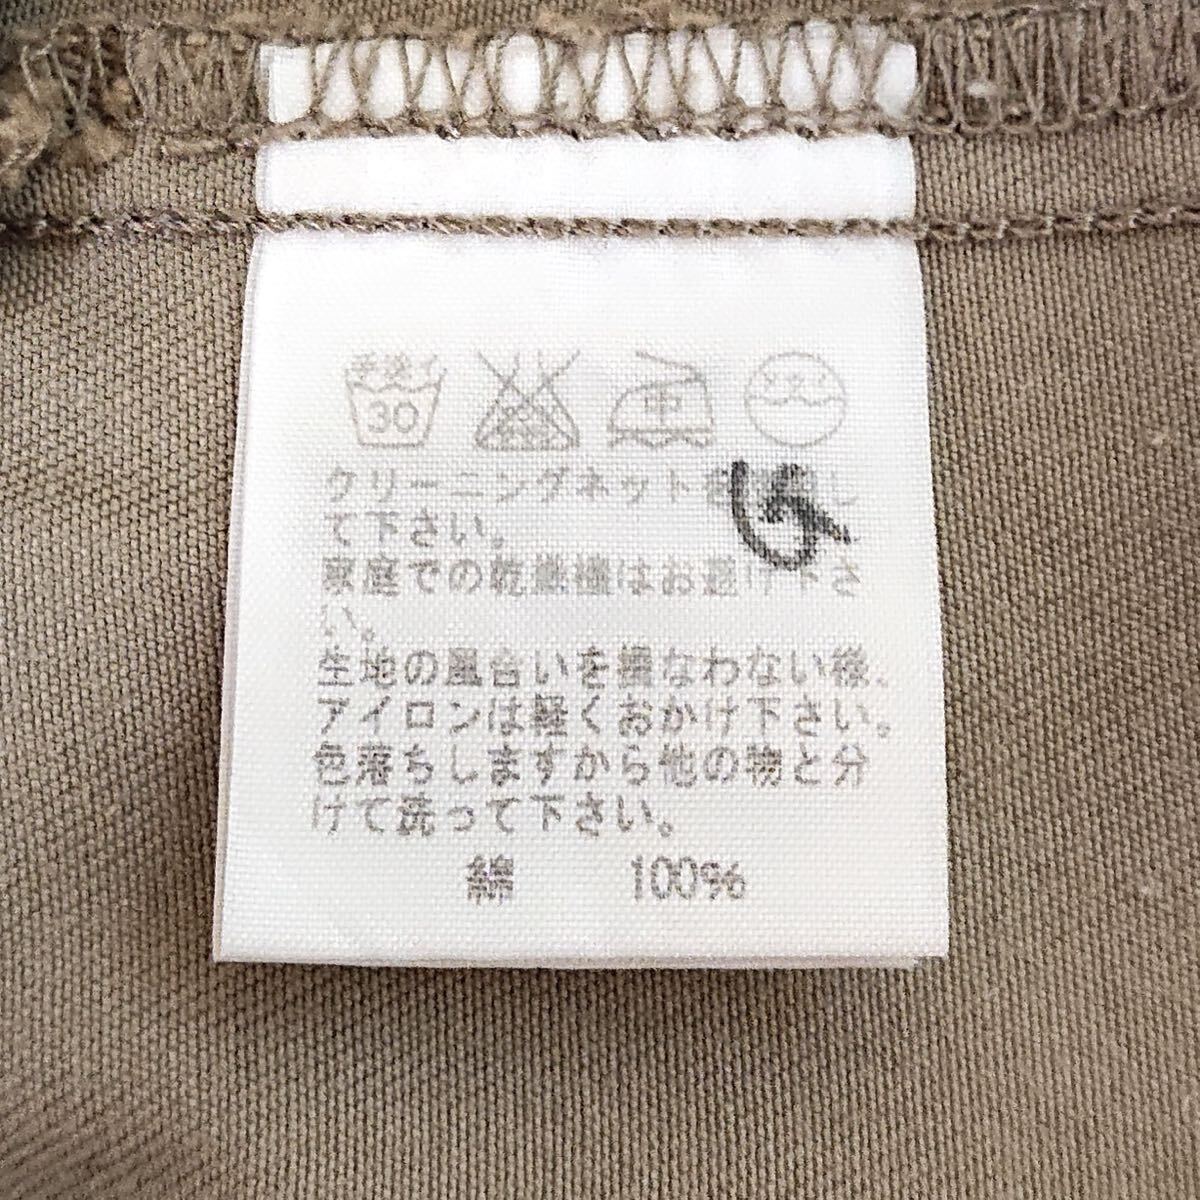 手洗イ
30
中
クリーニングネットを使用し
て下さい。
家庭での乾燥機はお避け下さ
い。
生地の風合いを損なわない様、
アイロンは軽くおかけ下さい。
色落ちしますから他の物と分
けて洗って下さい。
綿 100%